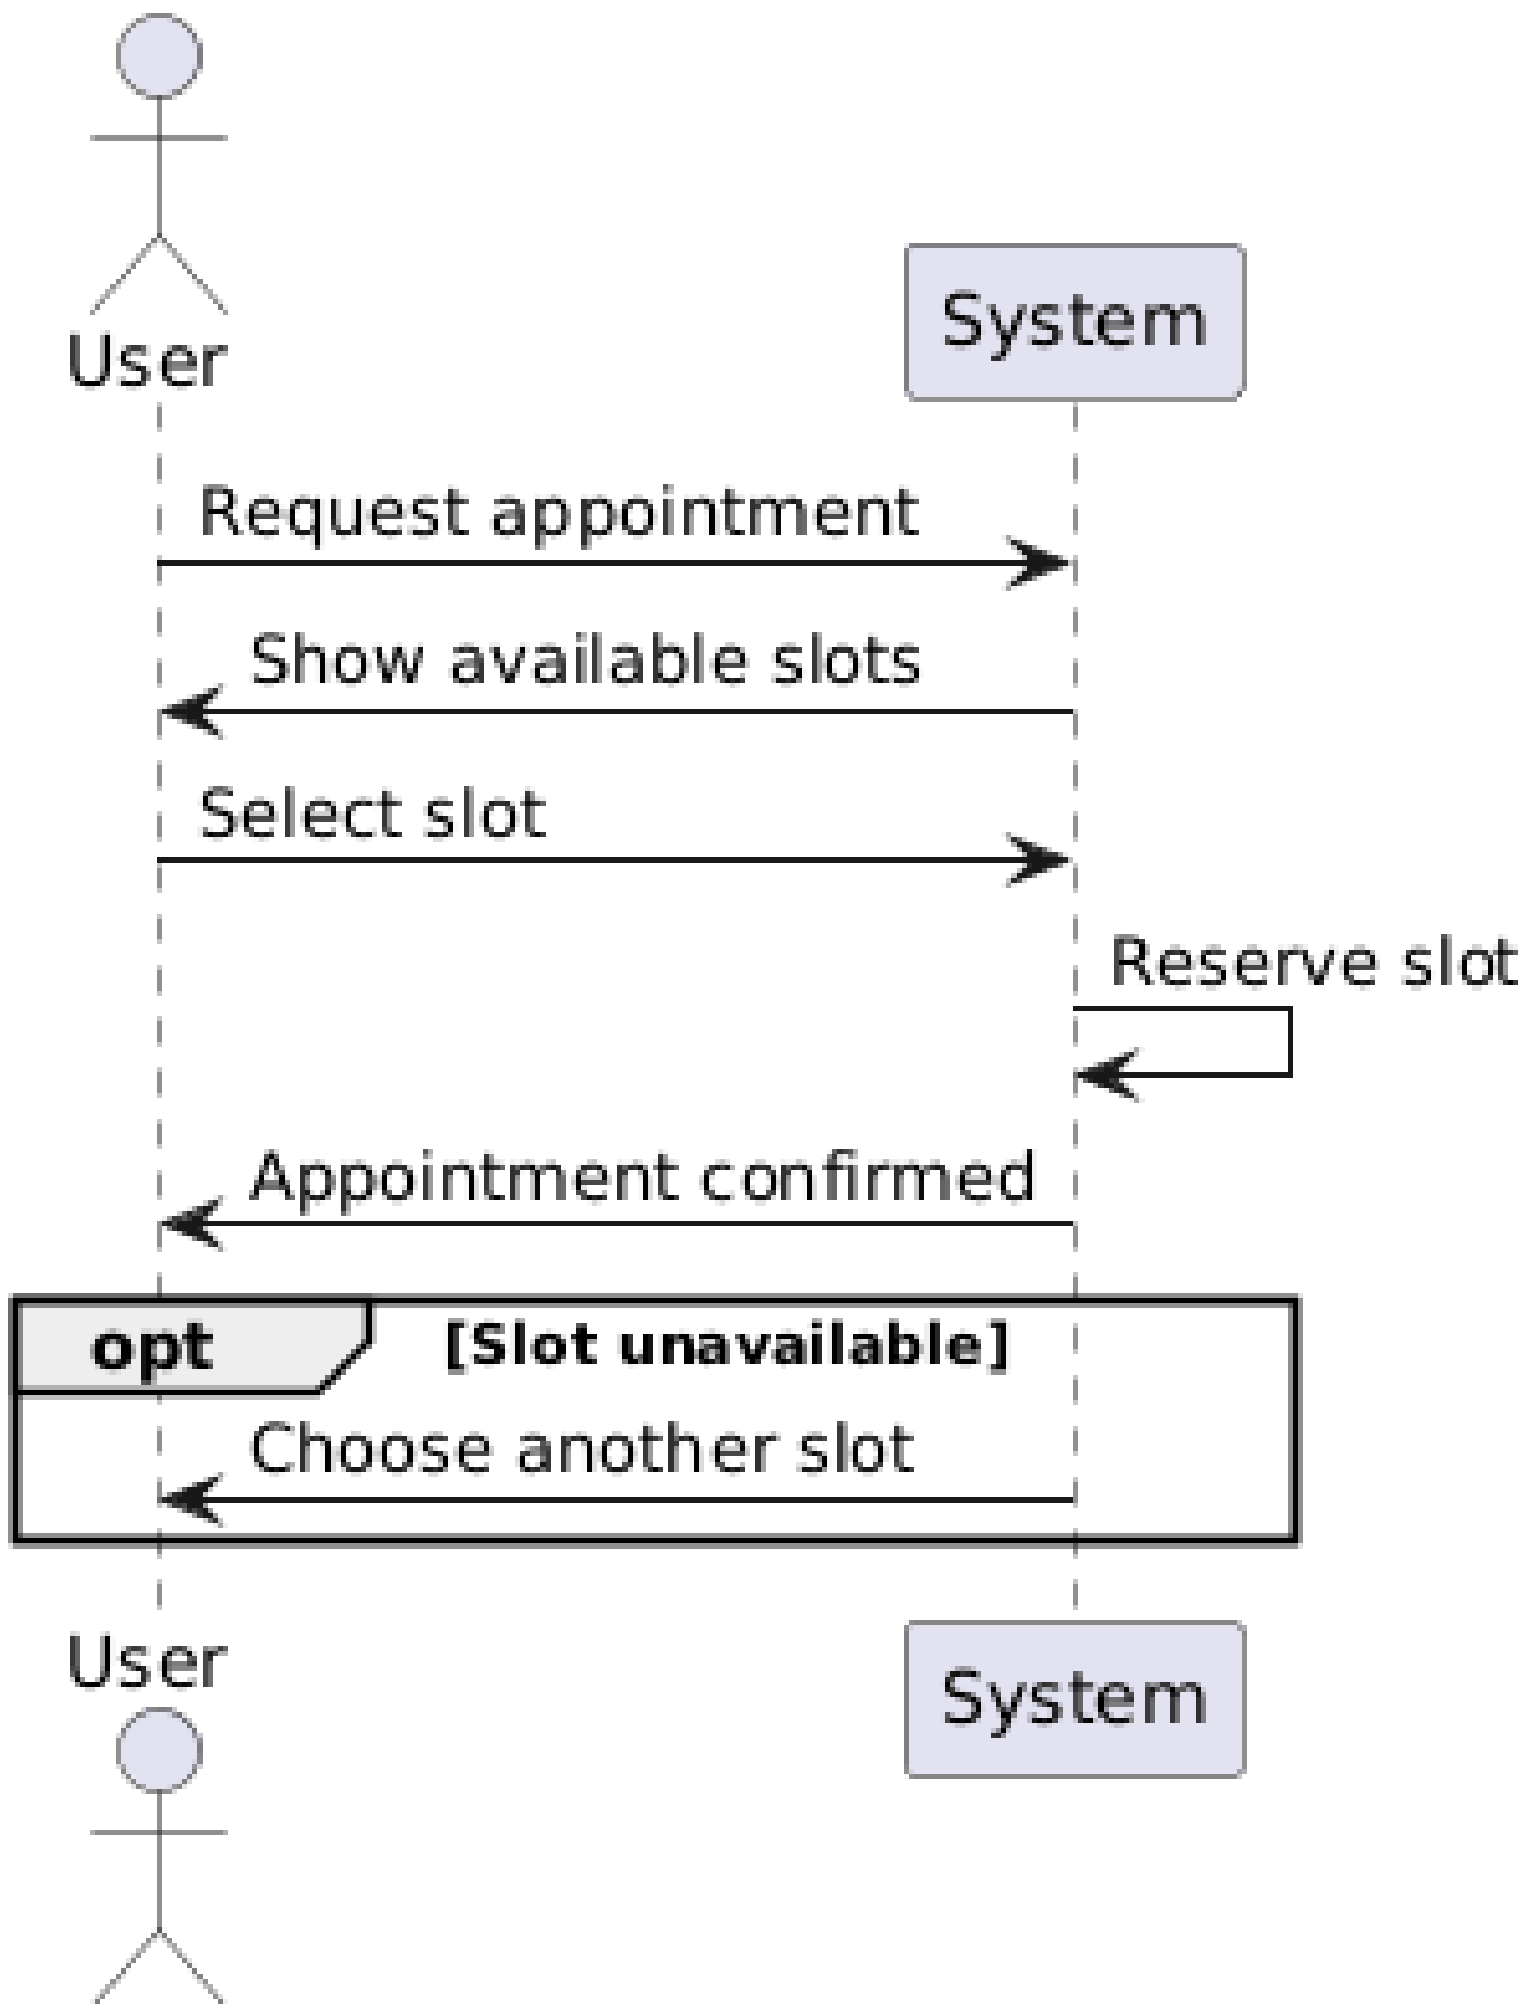 User
System
Request appointment
Show available slots
Select slot
Reserve slot
Appointment confirmed
opt [Slot unavailable]
Choose another slot
User
System